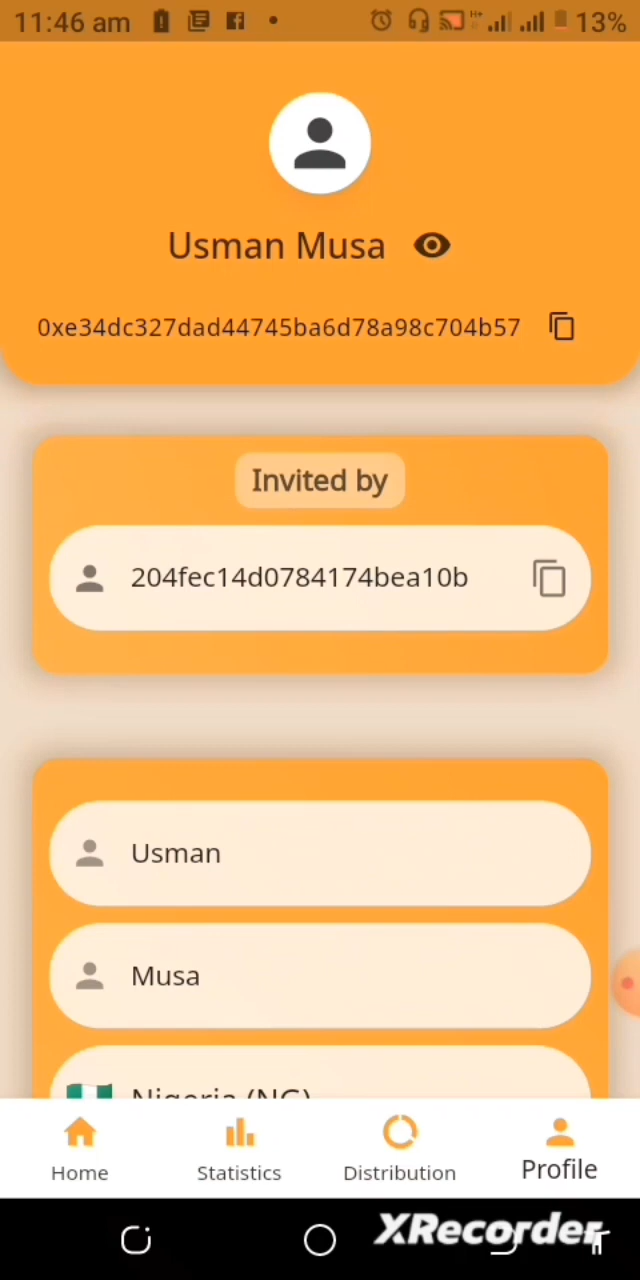 11:46 am
H+
13%
Usman Musa
0xe34dc327dad44745ba6d78a98c704b57
Invited by
204fec14d0784174bea10b
Usman
Musa
Nigeria (NG)
Home
Statistics
Distribution
Profile
XRecorder